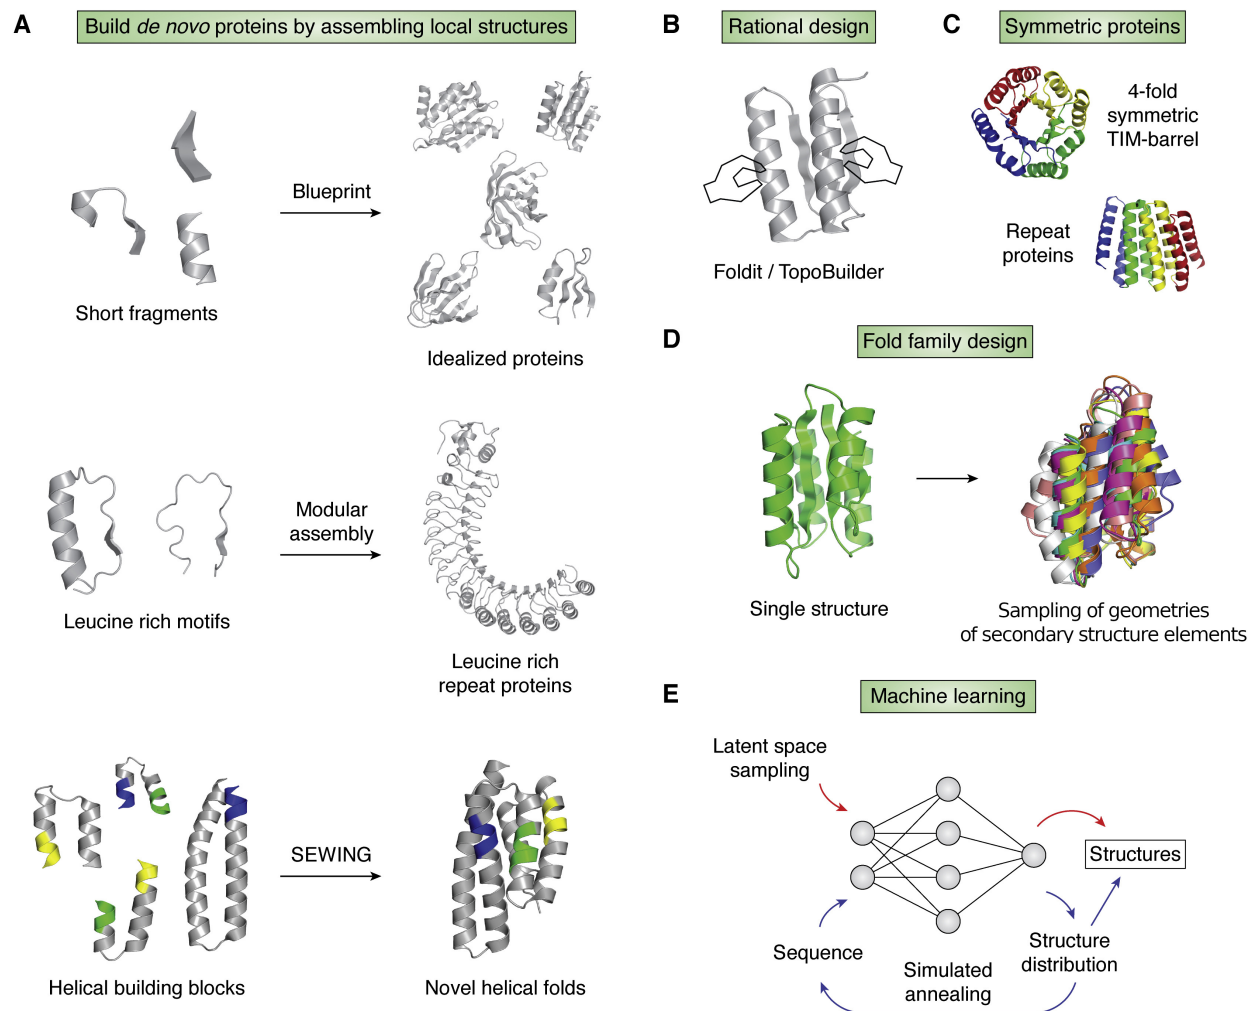 A
Build de novo proteins by assembling local structures
Blueprint
Short fragments
Idealized proteins
Modular
assembly
Leucine rich motifs
Leucine rich
repeat proteins
SEWING
Helical building blocks
Novel helical folds
B
Rational design
Foldit / TopoBuilder
C
Symmetric proteins
4-fold
symmetric
TIM-barrel
Repeat
proteins
D
Fold family design
Single structure
Sampling of geometries
of secondary structure elements
E
Machine learning
Latent space
sampling
Structures
Sequence
Structure
distribution
Simulated
annealing